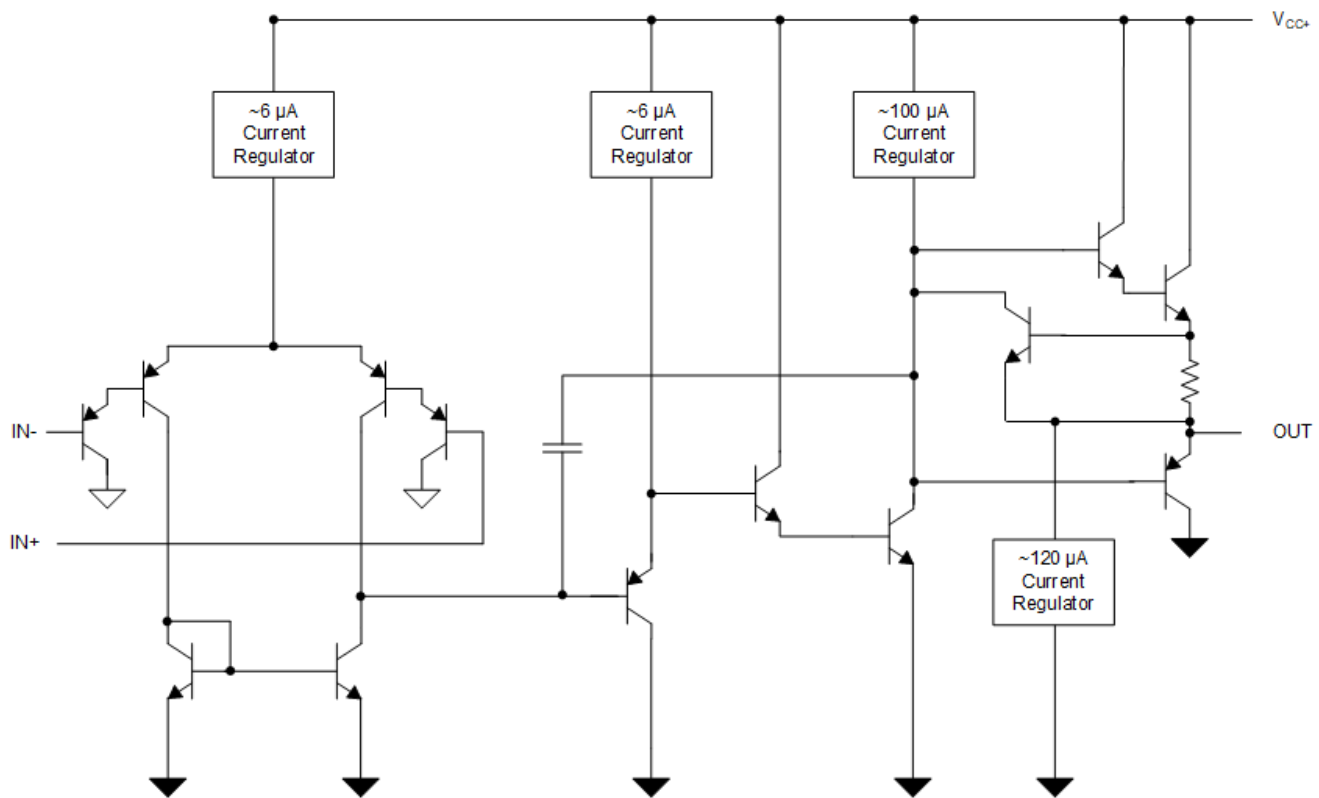 V_CC+
~6 µA
Current
Regulator
~6 µA
Current
Regulator
~100 µA
Current
Regulator
IN-
OUT
IN+
~120 µA
Current
Regulator